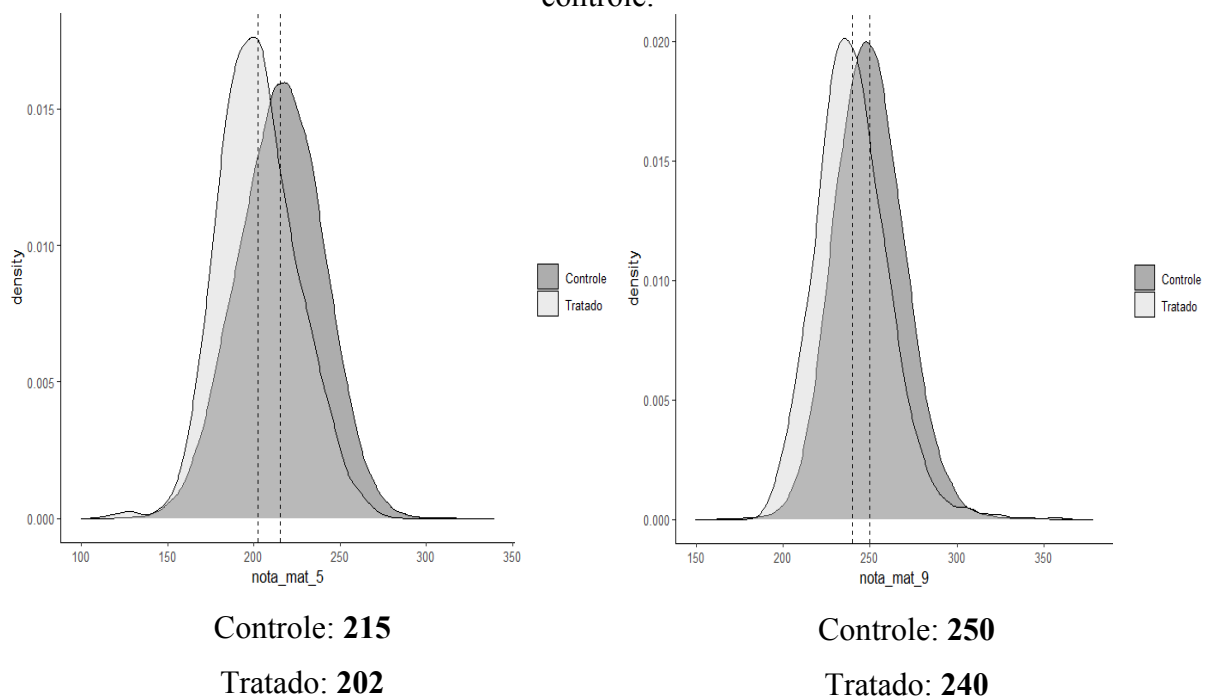 controle.
0.015
0.010
0.005
0.000
density
100 150 200 250 300 350
nota_mat_5
Controle
Tratado
Controle: 215
Tratado: 202
0.020
0.015
0.010
0.005
0.000
density
150 200 250 300 350
nota_mat_9
Controle
Tratado
Controle: 250
Tratado: 240